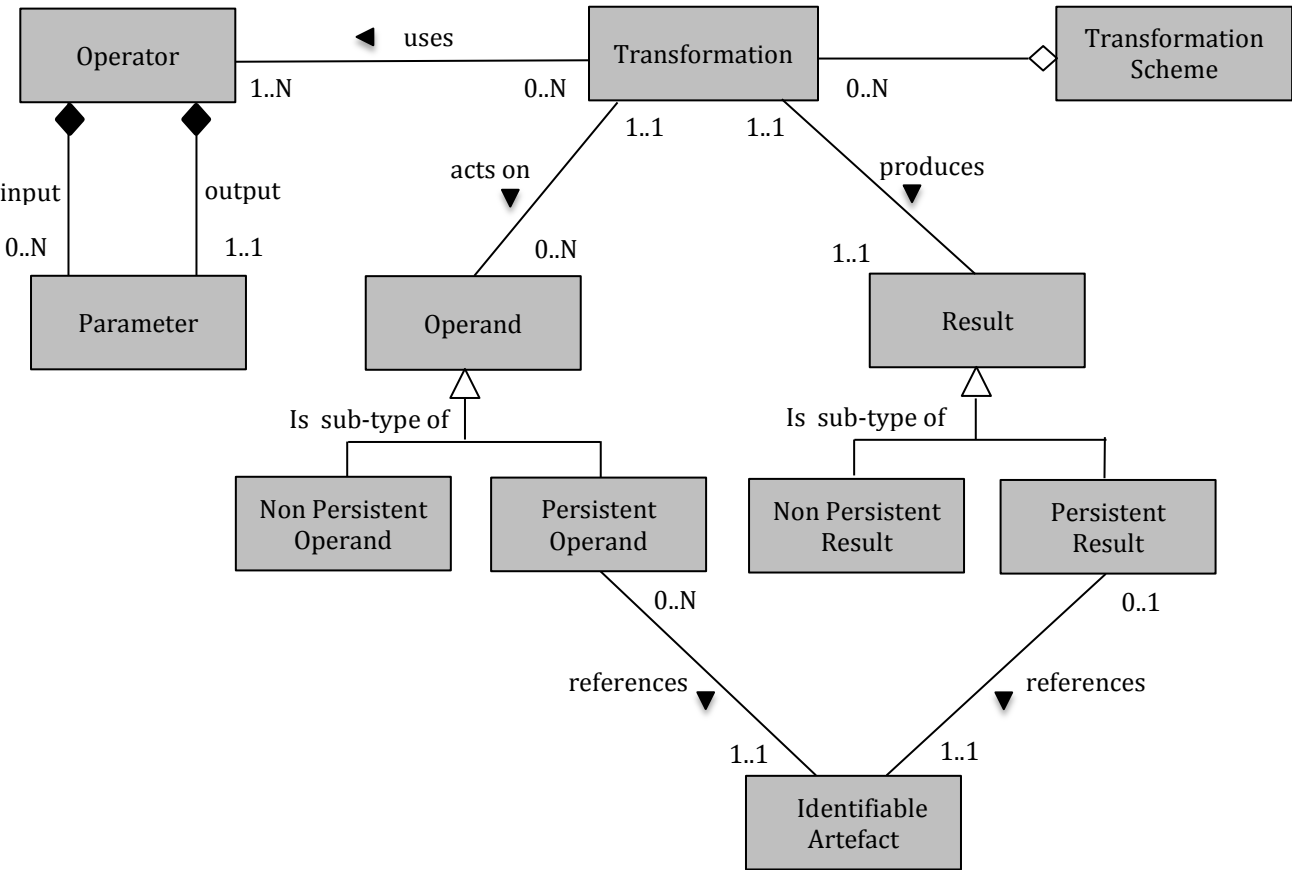 Operator
uses
Transformation
Transformation
Scheme
1..N
0..N
0..N
1..1
1..1
input
output
acts on
produces
0..N
1..1
0..N
1..1
Parameter
Operand
Result
Is sub-type of
Is sub-type of
Non Persistent
Operand
Persistent
Operand
Non Persistent
Result
Persistent
Result
0..N
0..1
references
references
1..1
1..1
Identifiable
Artefact